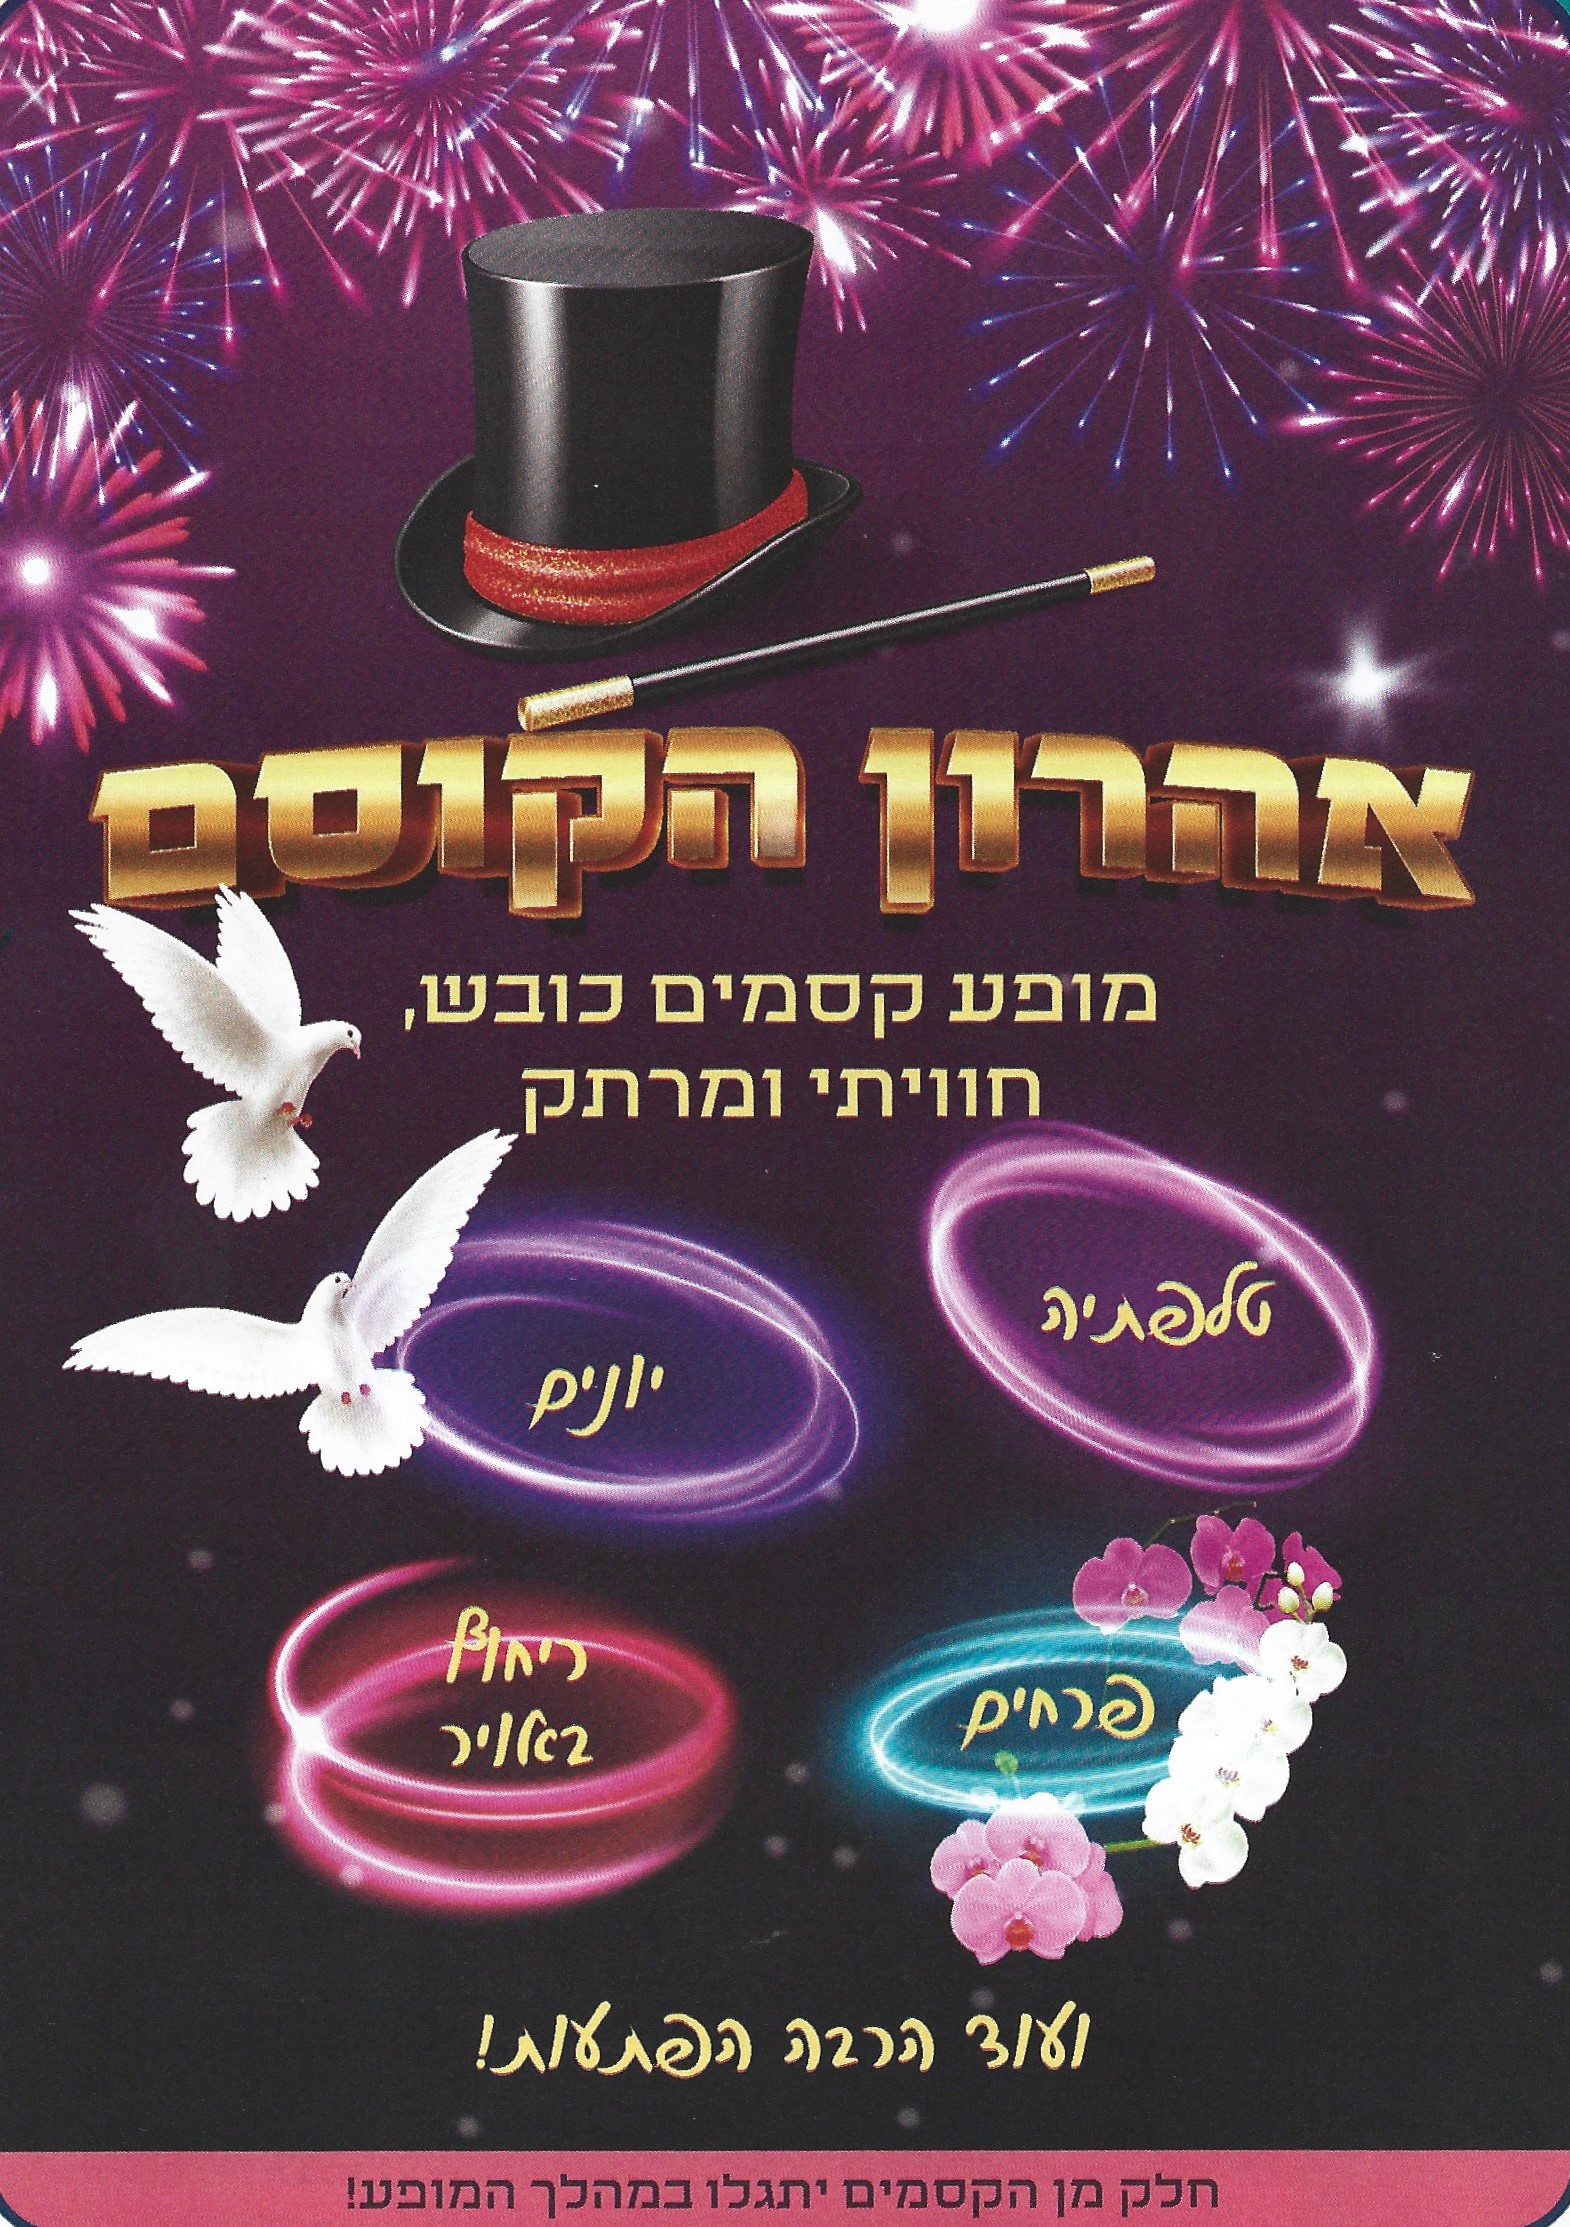 אהרון הקוסם
מופע קסמים כובש,
חוויתי ומרתק
טלפתיה
יונים
פרחים
ריחוף
באוויר
ועוד הרבה הפתעות!
חלק מן הקסמים יתגלו במהלך המופע!